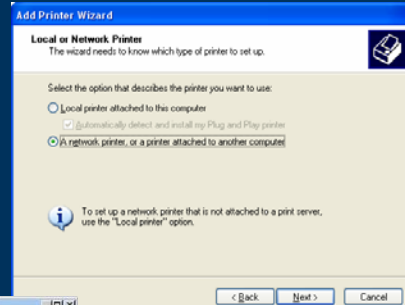 Add Printer Wizard
Local or Network Printer
The wizard needs to know which type of printer to set up.
Select the option that describes the printer you want to use:
Local printer attached to this computer
Automatically detect and install my Plug and Play printer
A network printer, or a printer attached to another computer
To set up a network printer that is not attached to a print server,
use the "Local printer" option.
< Back Next > Cancel